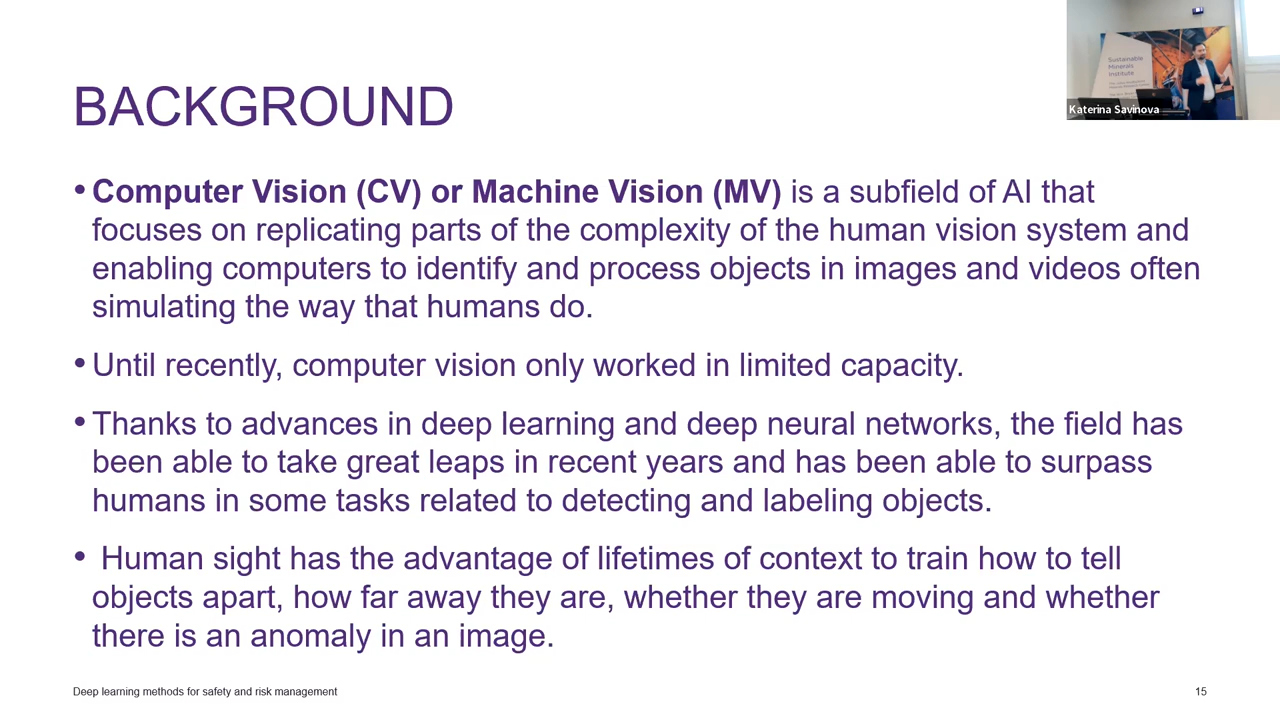 BACKGROUND
Sustainable
Minerals
Institute
Katerina Savinova
• Computer Vision (CV) or Machine Vision (MV) is a subfield of AI that
focuses on replicating parts of the complexity of the human vision system and
enabling computers to identify and process objects in images and videos often
simulating the way that humans do.
• Until recently, computer vision only worked in limited capacity.
• Thanks to advances in deep learning and deep neural networks, the field has
been able to take great leaps in recent years and has been able to surpass
humans in some tasks related to detecting and labeling objects.
• Human sight has the advantage of lifetimes of context to train how to tell
objects apart, how far away they are, whether they are moving and whether
there is an anomaly in an image.
Deep learning methods for safety and risk management
15